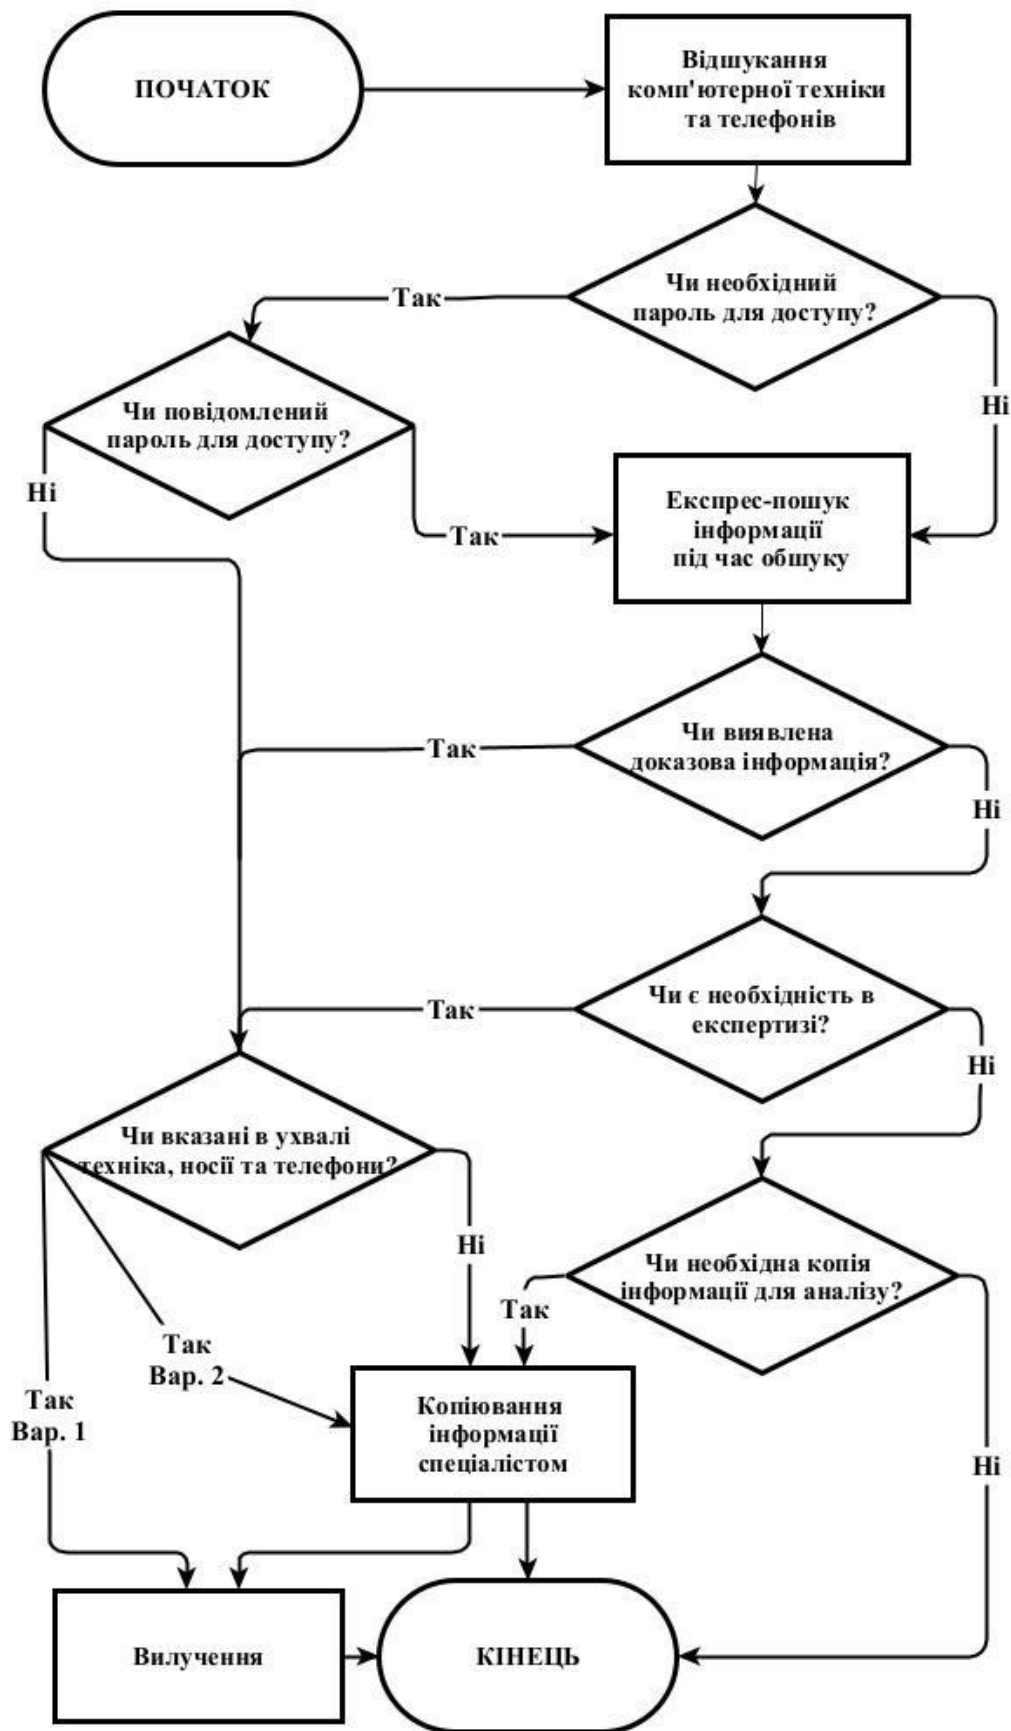 ПОЧАТОК
Відшукання
комп'ютерної техніки
та телефонів
Чи необхідний
пароль для доступу?
Так
Ні
Чи повідомлений
пароль для доступу?
Ні
Так
Експрес-пошук
інформації
під час обшуку
Чи виявлена
доказова інформація?
Так
Ні
Чи є необхідність в
експертизі?
Так
Ні
Чи вказані в ухвалі
техніка, носії та телефони?
Ні
Чи необхідна копія
інформації для аналізу?
Так
Так
Вар. 2
Так
Вар. 1
Копіювання
інформації
спеціалістом
Ні
Вилучення
КІНЕЦЬ